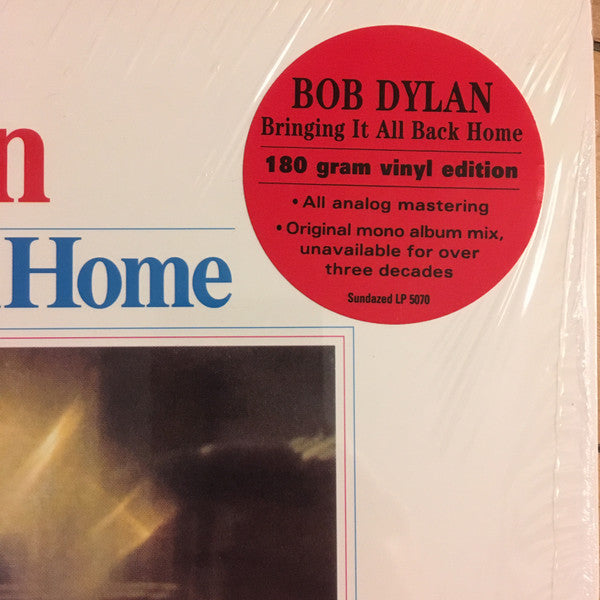 n
Home
BOB DYLAN
Bringing It All Back Home
180 gram vinyl edition
• All analog mastering
• Original mono album mix,
unavailable for over
three decades
Sundazed LP 5070